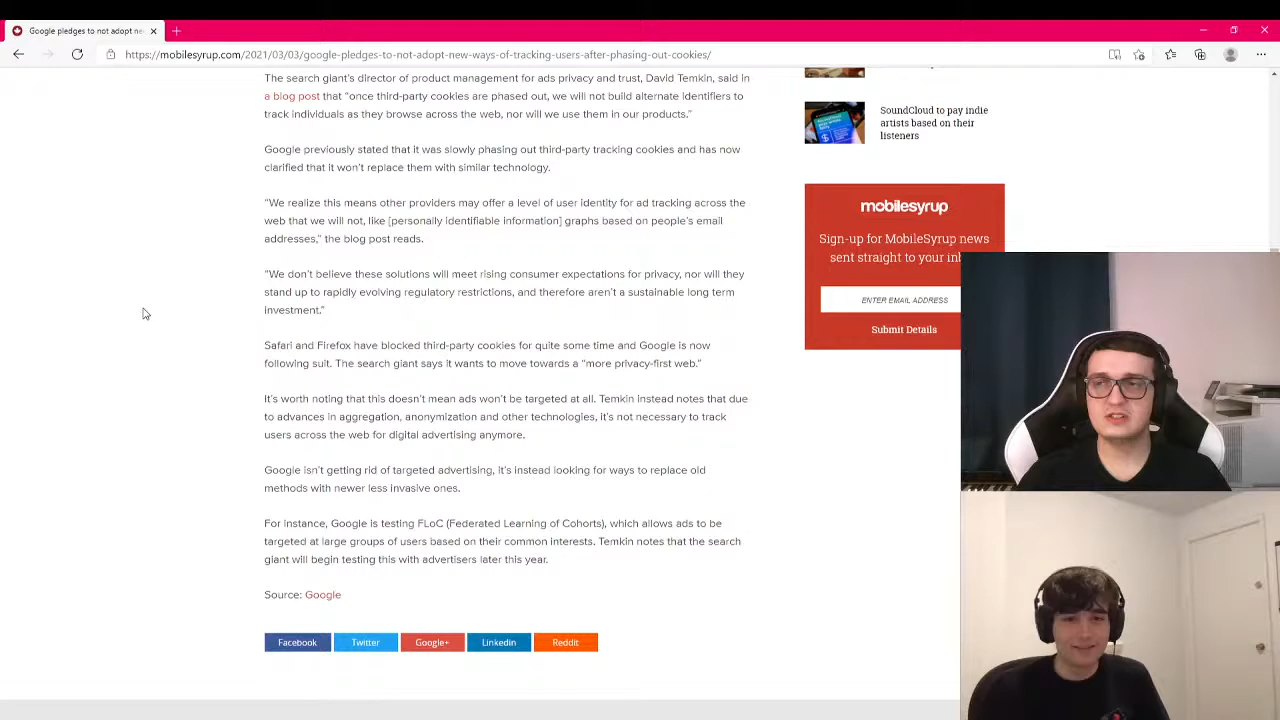 Google pledges to not adopt ne
https://mobilesyrup.com/2021/03/03/google-pledges-to-not-adopt-new-ways-of-tracking-users-after-phasing-out-cookies/
The search giant's director of product management for ads privacy and trust, David Temkin, said in
a blog post that “once third-party cookies are phased out, we will not build alternate identifiers to
track individuals as they browse across the web, nor will we use them in our products.”
Google previously stated that it was slowly phasing out third-party tracking cookies and has now
clarified that it won't replace them with similar technology.
“We realize this means other providers may offer a level of user identity for ad tracking across the
web that we will not, like [personally identifiable information] graphs based on people's email
addresses,” the blog post reads.
“We don't believe these solutions will meet rising consumer expectations for privacy, nor will they
stand up to rapidly evolving regulatory restrictions, and therefore aren't a sustainable long term
investment.”
Safari and Firefox have blocked third-party cookies for quite some time and Google is now
following suit. The search giant says it wants to move towards a “more privacy-first web.”
It's worth noting that this doesn't mean ads won't be targeted at all. Temkin instead notes that due
to advances in aggregation, anonymization and other technologies, it's not necessary to track
users across the web for digital advertising anymore.
Google isn't getting rid of targeted advertising, it's instead looking for ways to replace old
methods with newer less invasive ones.
For instance, Google is testing FLoC (Federated Learning of Cohorts), which allows ads to be
targeted at large groups of users based on their common interests. Temkin notes that the search
giant will begin testing this with advertisers later this year.
Source: Google
Facebook
Twitter
Google+
Linkedin
Reddit
SoundCloud to pay indie
artists based on their
listeners
mobilesyrup
Sign-up for MobileSyrup news
sent straight to your inb
ENTER EMAIL ADDRESS
Submit Details